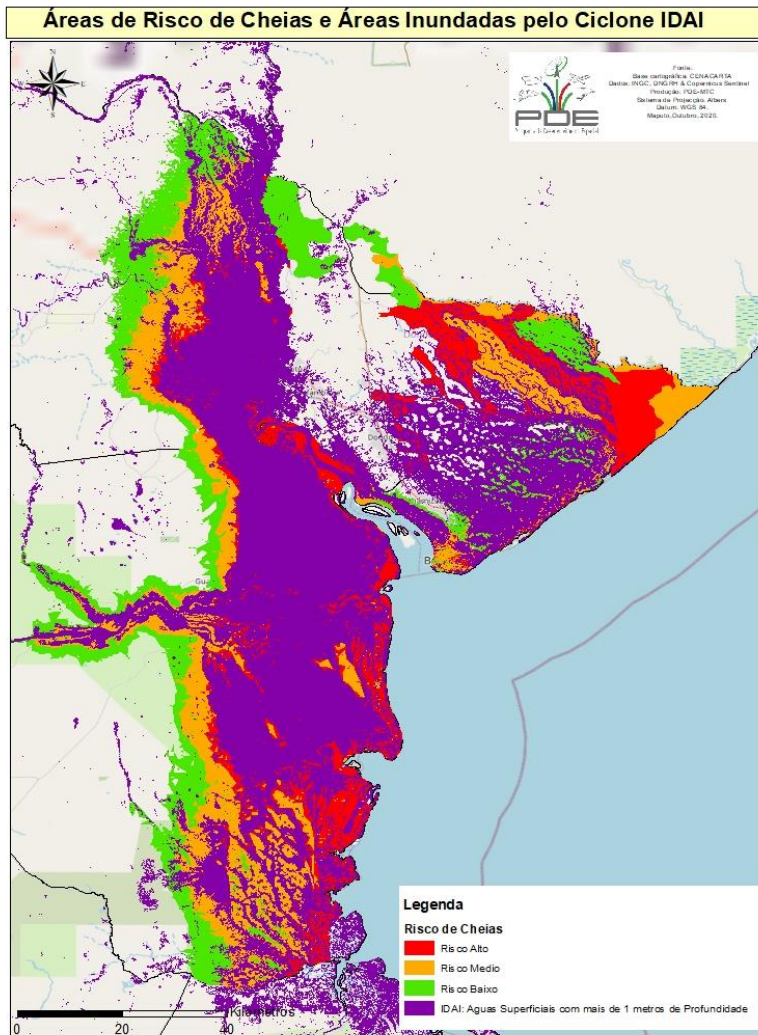 Áreas de Risco de Cheias e Áreas Inundadas pelo Ciclone IDAI
N
E
S
Fonte:
Base cartográfica: CENACARTA
Dados: INGC, DNGRH & Copernicus Sentinel
Produção: PDE-MTC
Sistema de Projecção: Albers
Datum: WGS 84.
Maputo, Outubro, 2020.
PDE
Legenda
Risco de Cheias
Risco Alto
Risco Medio
Risco Baixo
IDAI: Aguas Superficiais com mais de 1 metros de Profundidade
Kilometros
0 20 40